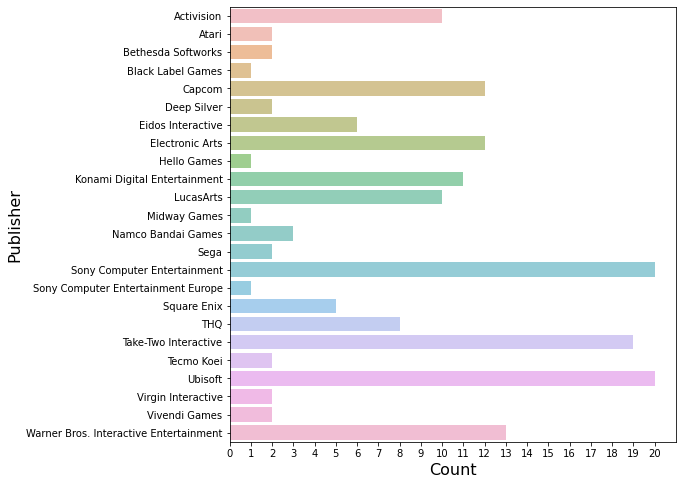 Activision
Atari
Bethesda Softworks
Black Label Games
Capcom
Deep Silver
Eidos Interactive
Electronic Arts
Hello Games
Konami Digital Entertainment
LucasArts
Midway Games
Namco Bandai Games
Sega
Sony Computer Entertainment
Sony Computer Entertainment Europe
Square Enix
THQ
Take-Two Interactive
Tecmo Koei
Ubisoft
Virgin Interactive
Vivendi Games
Warner Bros. Interactive Entertainment
Publisher
0 1 2 3 4 5 6 7 8 9 10 11 12 13 14 15 16 17 18 19 20
Count